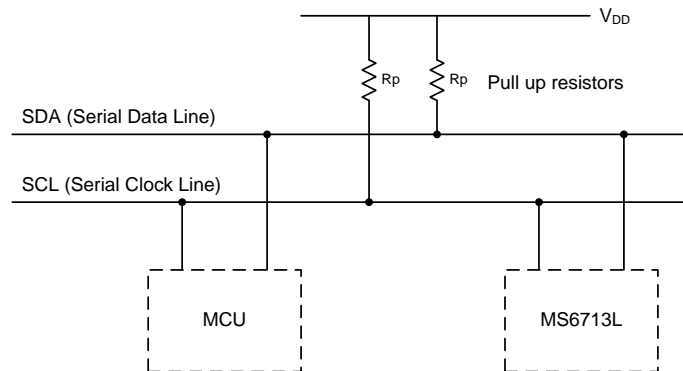 VDD
Rp Rp Pull up resistors
SDA (Serial Data Line)
SCL (Serial Clock Line)
MCU MS6713L